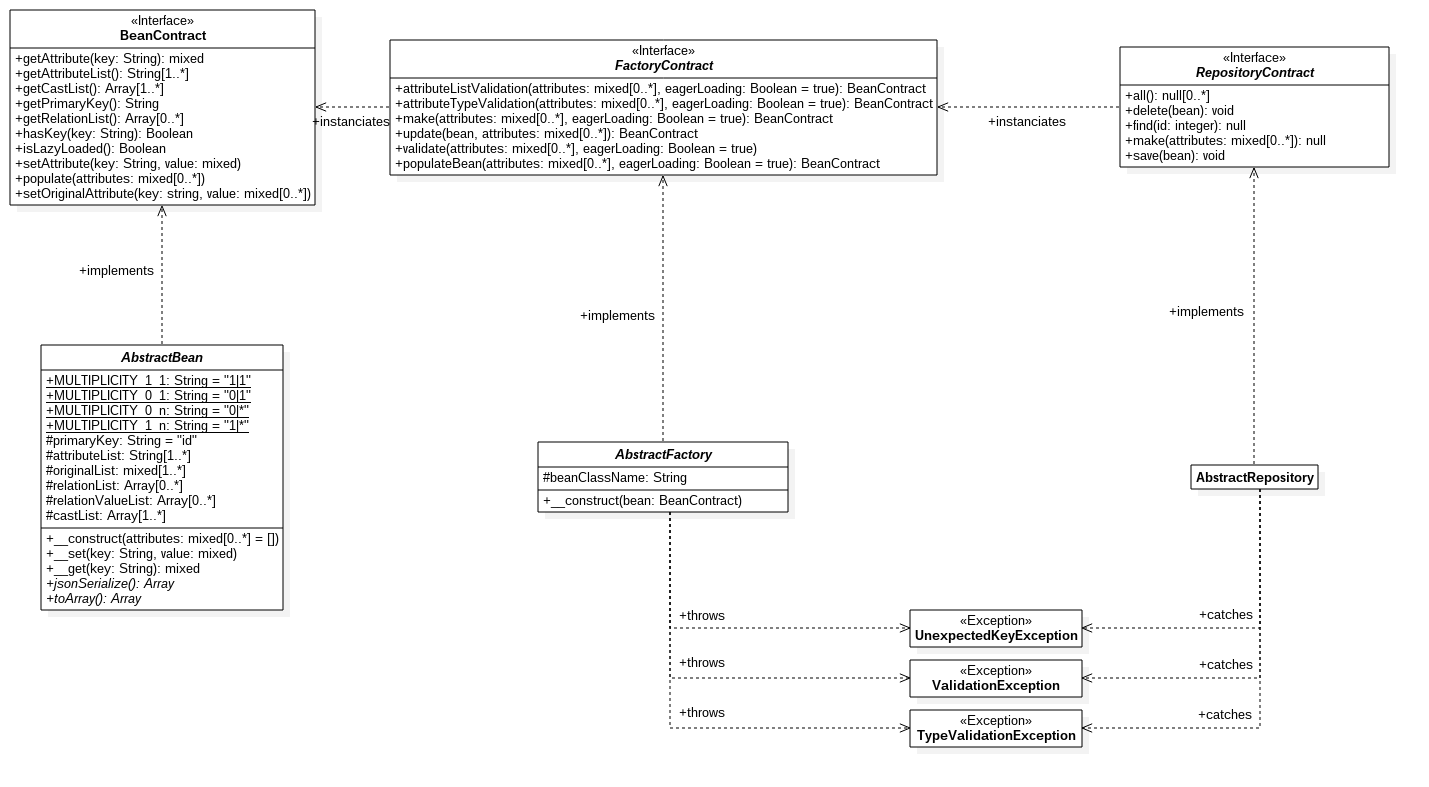 «Interface»
BeanContract
+getAttribute(key: String): mixed
+getAttributeList(): String[1..*]
+getCastList(): Array[1..*]
+getPrimaryKey(): String
+getRelationList(): Array[0..*]
+hasKey(key: String): Boolean
+isLazyLoaded(): Boolean
+setAttribute(key: String, value: mixed)
+populate(attributes: mixed[0..*])
+setOriginalAttribute(key: string, value: mixed[0..*])
+instanciates
«Interface»
FactoryContract
+attributeListValidation(attributes: mixed[0..*], eagerLoading: Boolean = true): BeanContract
+attributeTypeValidation(attributes: mixed[0..*], eagerLoading: Boolean = true): BeanContract
+make(attributes: mixed[0..*], eagerLoading: Boolean = true): BeanContract
+update(bean, attributes: mixed[0..*]): BeanContract
+validate(attributes: mixed[0..*], eagerLoading: Boolean = true)
+populateBean(attributes: mixed[0..*], eagerLoading: Boolean = true): BeanContract
+instanciates
«Interface»
RepositoryContract
+all(): null[0..*]
+delete(bean): void
+find(id: integer): null
+make(attributes: mixed[0..*]): null
+save(bean): void
+implements
+implements
+implements
AbstractBean
+MULTIPLICITY_1_1: String = "1|1"
+MULTIPLICITY_0_1: String = "0|1"
+MULTIPLICITY_0_n: String = "0|*"
+MULTIPLICITY_1_n: String = "1|*"
#primaryKey: String = "id"
#attributeList: String[1..*]
#originalList: mixed[1..*]
#relationList: Array[0..*]
#relationValueList: Array[0..*]
#castList: Array[1..*]
+__construct(attributes: mixed[0..*] = [])
+__set(key: String, value: mixed)
+__get(key: String): mixed
+jsonSerialize(): Array
+toArray(): Array
AbstractFactory
#beanClassName: String
+__construct(bean: BeanContract)
AbstractRepository
+throws
«Exception»
UnexpectedKeyException
+catches
+throws
«Exception»
ValidationException
+catches
+throws
«Exception»
TypeValidationException
+catches